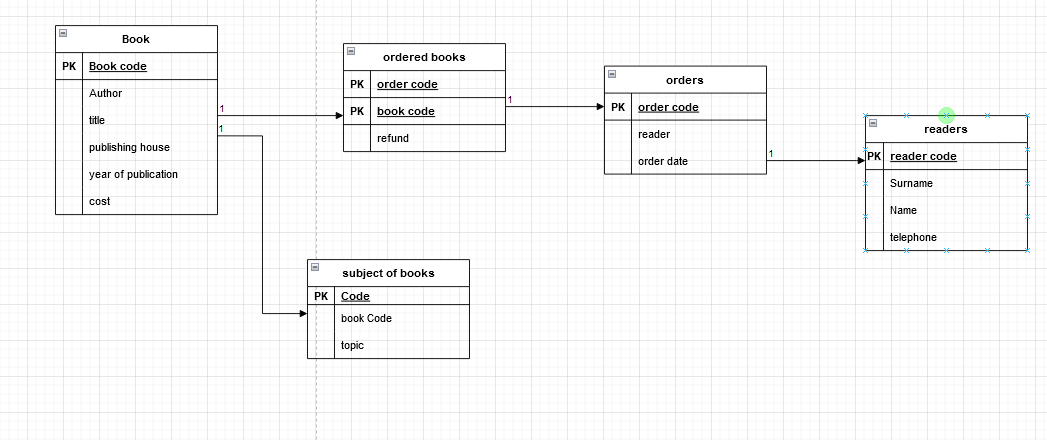 Book
PK Book code
Author
title
publishing house
year of publication
cost
1
1
ordered books
PK order code
PK book code
refund
1
orders
PK order code
reader
order date
1
readers
PK reader code
Surname
Name
telephone
subject of books
PK Code
book Code
topic